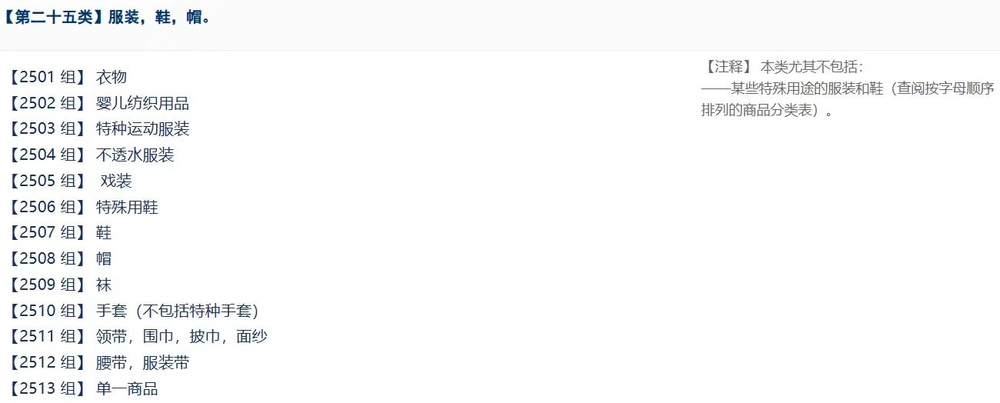 【第二十五类】服装，鞋，帽。
【2501 组】 衣物
【2502 组】 婴儿纺织用品
【2503 组】 特种运动服装
【2504 组】 不透水服装
【2505 组】 戏装
【2506 组】 特殊用鞋
【2507 组】 鞋
【2508 组】 帽
【2509 组】 袜
【2510 组】 手套（不包括特种手套）
【2511 组】 领带，围巾，披巾，面纱
【2512 组】 腰带，服装带
【2513 组】 单一商品
【注释】 本类尤其不包括：
——某些特殊用途的服装和鞋（查阅按字母顺序
排列的商品分类表）。